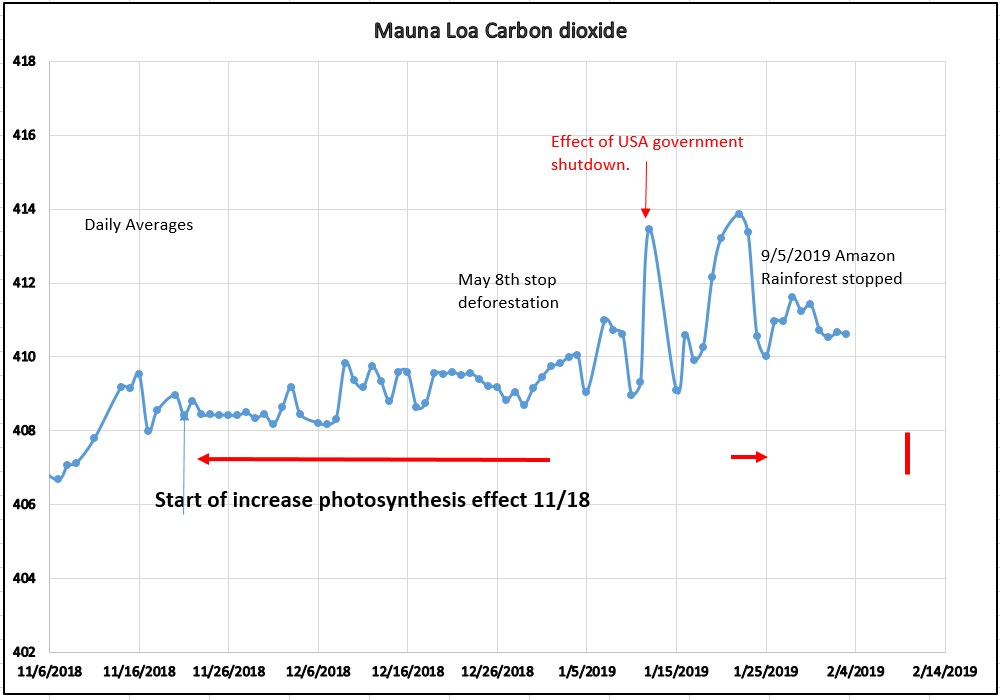 Mauna Loa Carbon dioxide
418
416
Effect of USA government
shutdown.
414
Daily Averages
9/5/2019 Amazon
Rainforest stopped
412
May 8th stop
deforestation
410
408
Start of increase photosynthesis effect 11/18
406
404
402
11/6/2018 11/16/2018 11/26/2018 12/6/2018 12/16/2018 12/26/2018 1/5/2019 1/15/2019 1/25/2019 2/4/2019 2/14/2019